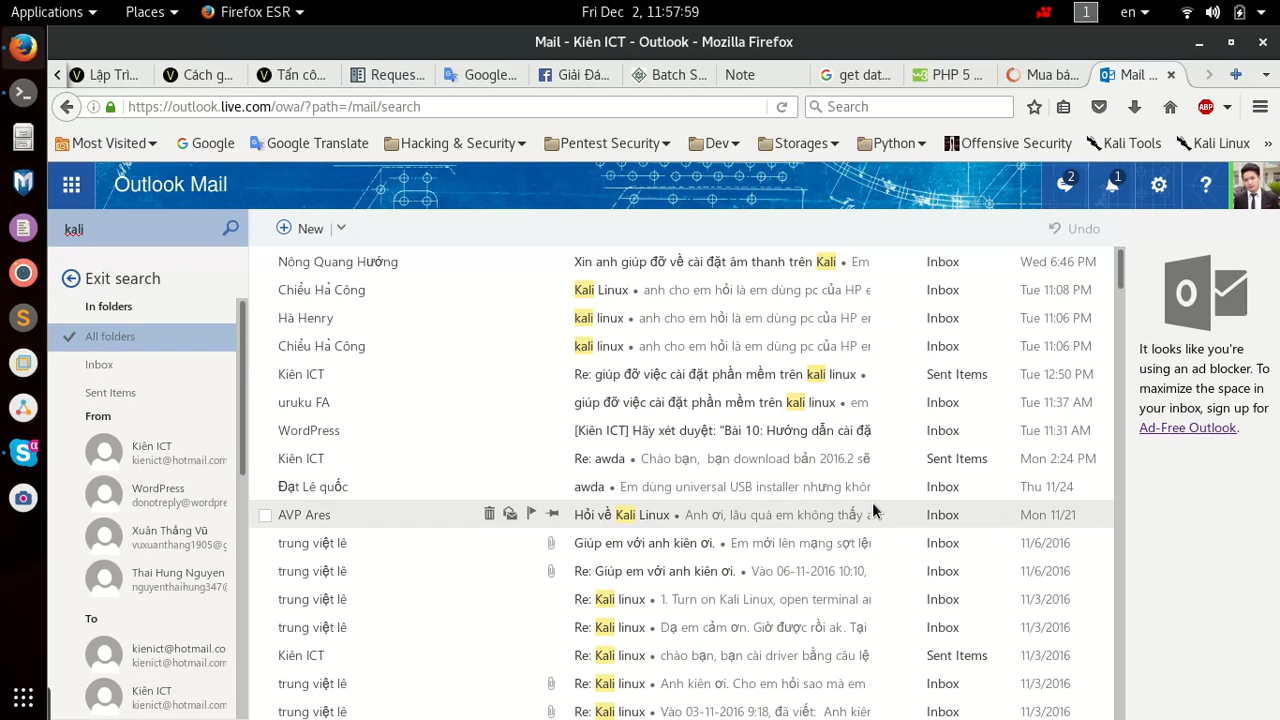 Applications Places Firefox ESR Fri Dec 2, 11:57:59 1 en
Mail - Kiên ICT - Outlook - Mozilla Firefox
Lập Trì... Cách g... Tấn cô... Reques... Google... Giải Đá... Batch S... Note get dat... PHP 5 ... Mua bá... Mail ...
https://outlook.live.com/owa/?path=/mail/search Search ABP
Most Visited Google Google Translate Hacking & Security Pentest Security Dev Storages Python Offensive Security Kali Tools Kali Linux »
Outlook Mail 2 1 ?
kali New Undo
Exit search
In folders
All folders
Inbox
Sent Items
From
Kiên ICT
kienict@hotmail.com
WordPress
donotreply@wordpre
Xuân Thắng Vũ
vuxuanthang1905@g
Thai Hung Nguyen
nguyenthaihung347@
To
kienict@hotmail.co
kienict@hotmail.com
Kiên ICT
kienict@hotmail.com
Nông Quang Hướng Xin anh giúp đỡ về cài đặt âm thanh trên Kali • Em Inbox Wed 6:46 PM
Chiều Hạ Công Kali Linux • anh cho em hỏi là em dùng pc của HP e Inbox Tue 11:08 PM
Hà Henry kali linux • anh cho em hỏi là em dùng pc của HP e Inbox Tue 11:06 PM
Chiều Hạ Công kali linux • anh cho em hỏi là em dùng pc của HP e Inbox Tue 11:06 PM
Kiên ICT Re: giúp đỡ việc cài đặt phần mềm trên kali linux • Sent Items Tue 12:50 PM
uruku FA giúp đỡ việc cài đặt phần mềm trên kali linux • em Inbox Tue 11:37 AM
WordPress [Kiên ICT] Hãy xét duyệt: "Bài 10: Hướng dẫn cài đặ Inbox Tue 11:31 AM
Kiên ICT Re: awda • Chào bạn, bạn download bản 2016.2 sẽ Sent Items Mon 2:24 PM
Đạt Lê quốc awda • Em dùng universal USB installer nhưng khôn Inbox Thu 11/24
AVP Ares Hỏi về Kali Linux • Anh ơi, lâu quá em không thấy a Inbox Mon 11/21
trung việt lê Giúp em với anh kiên ơi. • Em mới lên mạng sợt lệ Inbox 11/6/2016
trung việt lê Re: Giúp em với anh kiên ơi. • Vào 06-11-2016 10:10, Inbox 11/6/2016
trung việt lê Re: Kali linux • 1. Turn on Kali Linux, open terminal a Inbox 11/3/2016
trung việt lê Re: Kali linux • Dạ em cảm ơn. Giờ được rồi ak. Tại Inbox 11/3/2016
Kiên ICT Re: Kali linux • chào bạn, bạn cài driver bằng câu lệ Sent Items 11/3/2016
trung việt lê Re: Kali linux • Anh kiên ơi. Cho em hỏi sao mà em Inbox 11/3/2016
trung việt lê Re: Kali linux • Vào 03-11-2016 9:18, đã viết: Anh kiê Inbox 11/3/2016
It looks like you're
using an ad blocker. To
maximize the space in
your inbox, sign up for
Ad-Free Outlook.